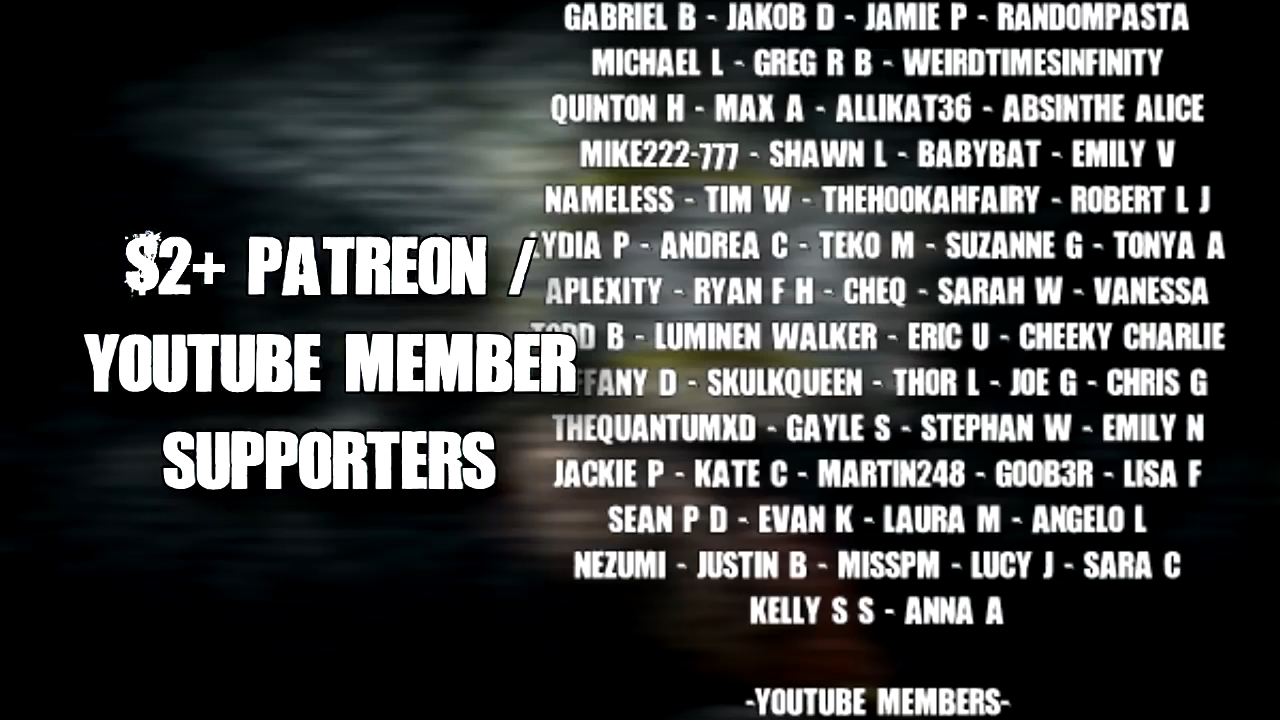 $2+ PATREON /
YOUTUBE MEMBER
SUPPORTERS
GABRIEL B - JAKOB D - JAMIE P - RANDOMPASTA
MICHAEL L - GREG R B - WEIRDTIMESINFINITY
QUINTON H - MAX A - ALLIKAT36 - ABSINTHE ALICE
MIKE222-777 - SHAWN L - BABYBAT - EMILY V
NAMELESS - TIM W - THEHOOKAHFAIRY - ROBERT L J
P - ANDREA C - TEKO M - SUZANNE G - TONYA A
APLEXITY - RYAN F H - CHEQ - SARAH W - VANESSA
B - LUMINEN WALKER - ERIC U - CHEEKY CHARLIE
D - SKULKQUEEN - THOR L - JOE G - CHRIS G
THEQUANTUMXD - GAYLE S - STEPHAN W - EMILY N
JACKIE P - KATE C - MARTIN248 - G00B3R - LISA F
SEAN P D - EVAN K - LAURA M - ANGELO L
NEZUMI - JUSTIN B - MISSPM - LUCY J - SARA C
KELLY S S - ANNA A
-YOUTUBE MEMBERS-